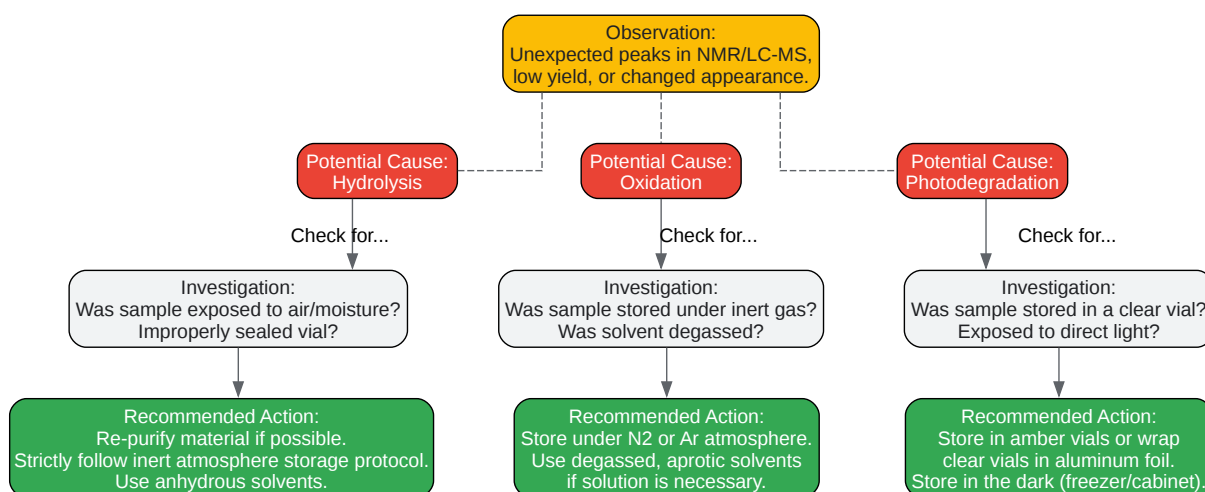 Observation:
Unexpected peaks in NMR/LC-MS,
low yield, or changed appearance.
Potential Cause:
Hydrolysis
Potential Cause:
Oxidation
Potential Cause:
Photodegradation
Check for...
Check for...
Check for...
Investigation:
Was sample exposed to air/moisture?
Improperly sealed vial?
Investigation:
Was sample stored under inert gas?
Was solvent degassed?
Investigation:
Was sample stored in a clear vial?
Exposed to direct light?
Recommended Action:
Re-purify material if possible.
Strictly follow inert atmosphere storage protocol.
Use anhydrous solvents.
Recommended Action:
Store under N2 or Ar atmosphere.
Use degassed, aprotic solvents
if solution is necessary.
Recommended Action:
Store in amber vials or wrap
clear vials in aluminum foil.
Store in the dark (freezer/cabinet).